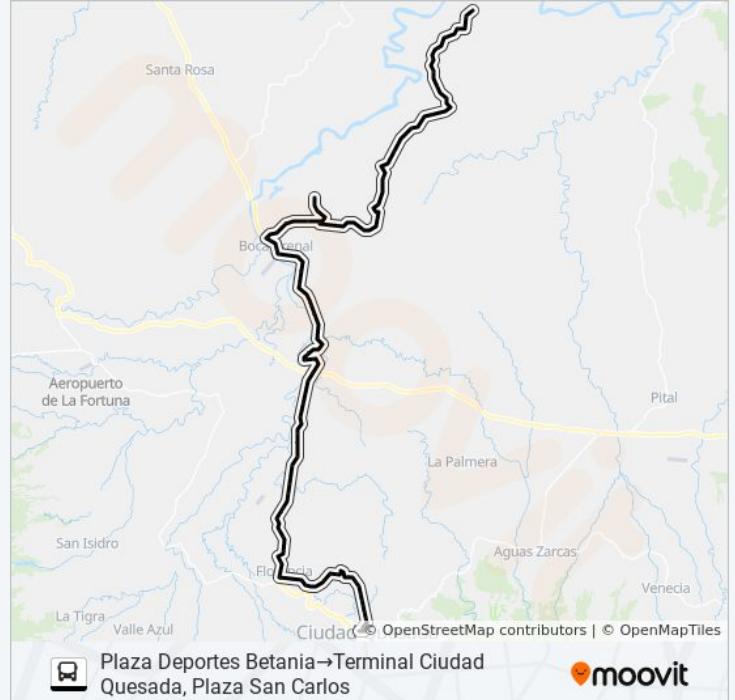 Santa Rosa
Boca Arenal
Aeropuerto
de La Fortuna
Pital
La Palmera
San Isidro
Florencia
Aguas Zarcas
Venecia
La Tigra
Valle Azul
Ciudad
© OpenStreetMap contributors | © OpenMapTiles
Plaza Deportes Betania→Terminal Ciudad
Quesada, Plaza San Carlos
moovit